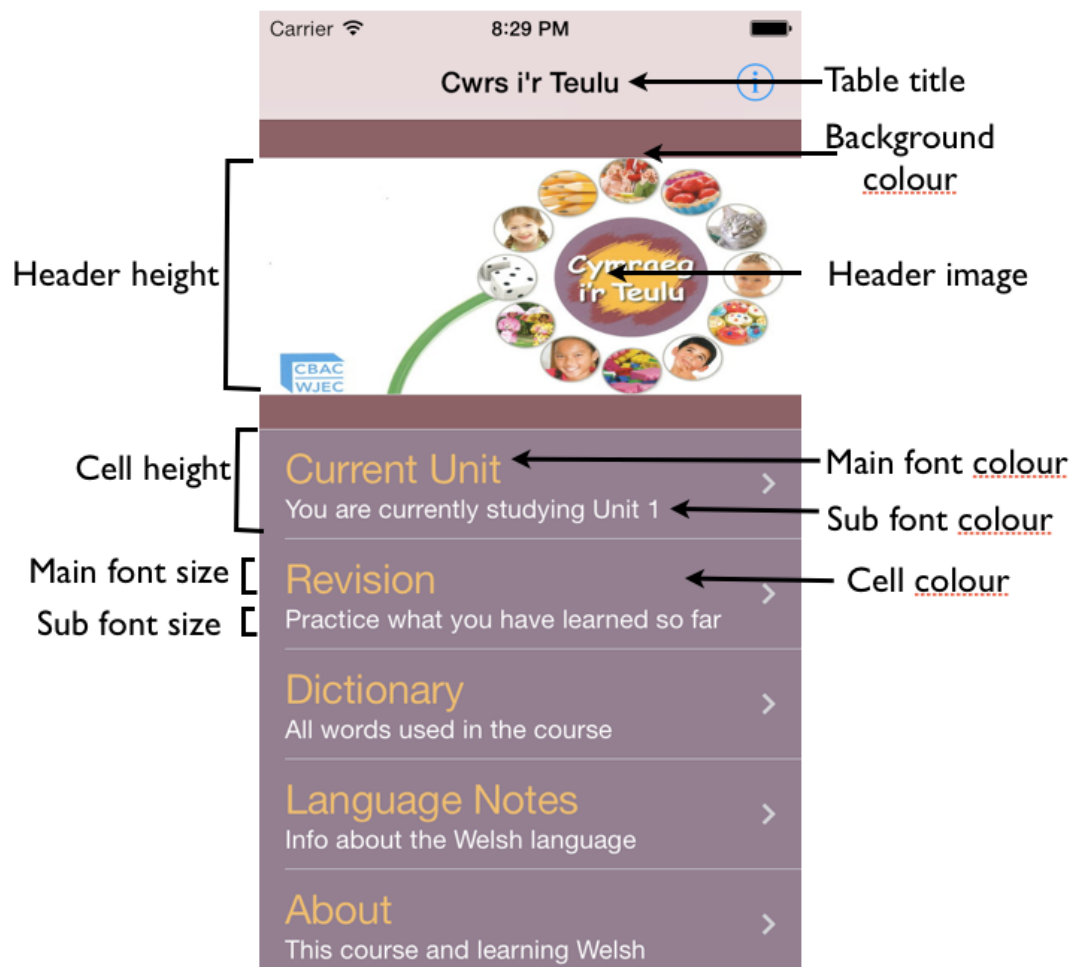 Carrier 8:29 PM
Cwrs i'r Teulu
Table title
Background
colour
Header height
Cymraeg
i'r Teulu
Header image
CBAC
WJEC
Cell height
Current Unit
Main font colour
You are currently studying Unit 1
Sub font colour
Main font size
Revision
Cell colour
Sub font size
Practice what you have learned so far
Dictionary
All words used in the course
Language Notes
Info about the Welsh language
About
This course and learning Welsh